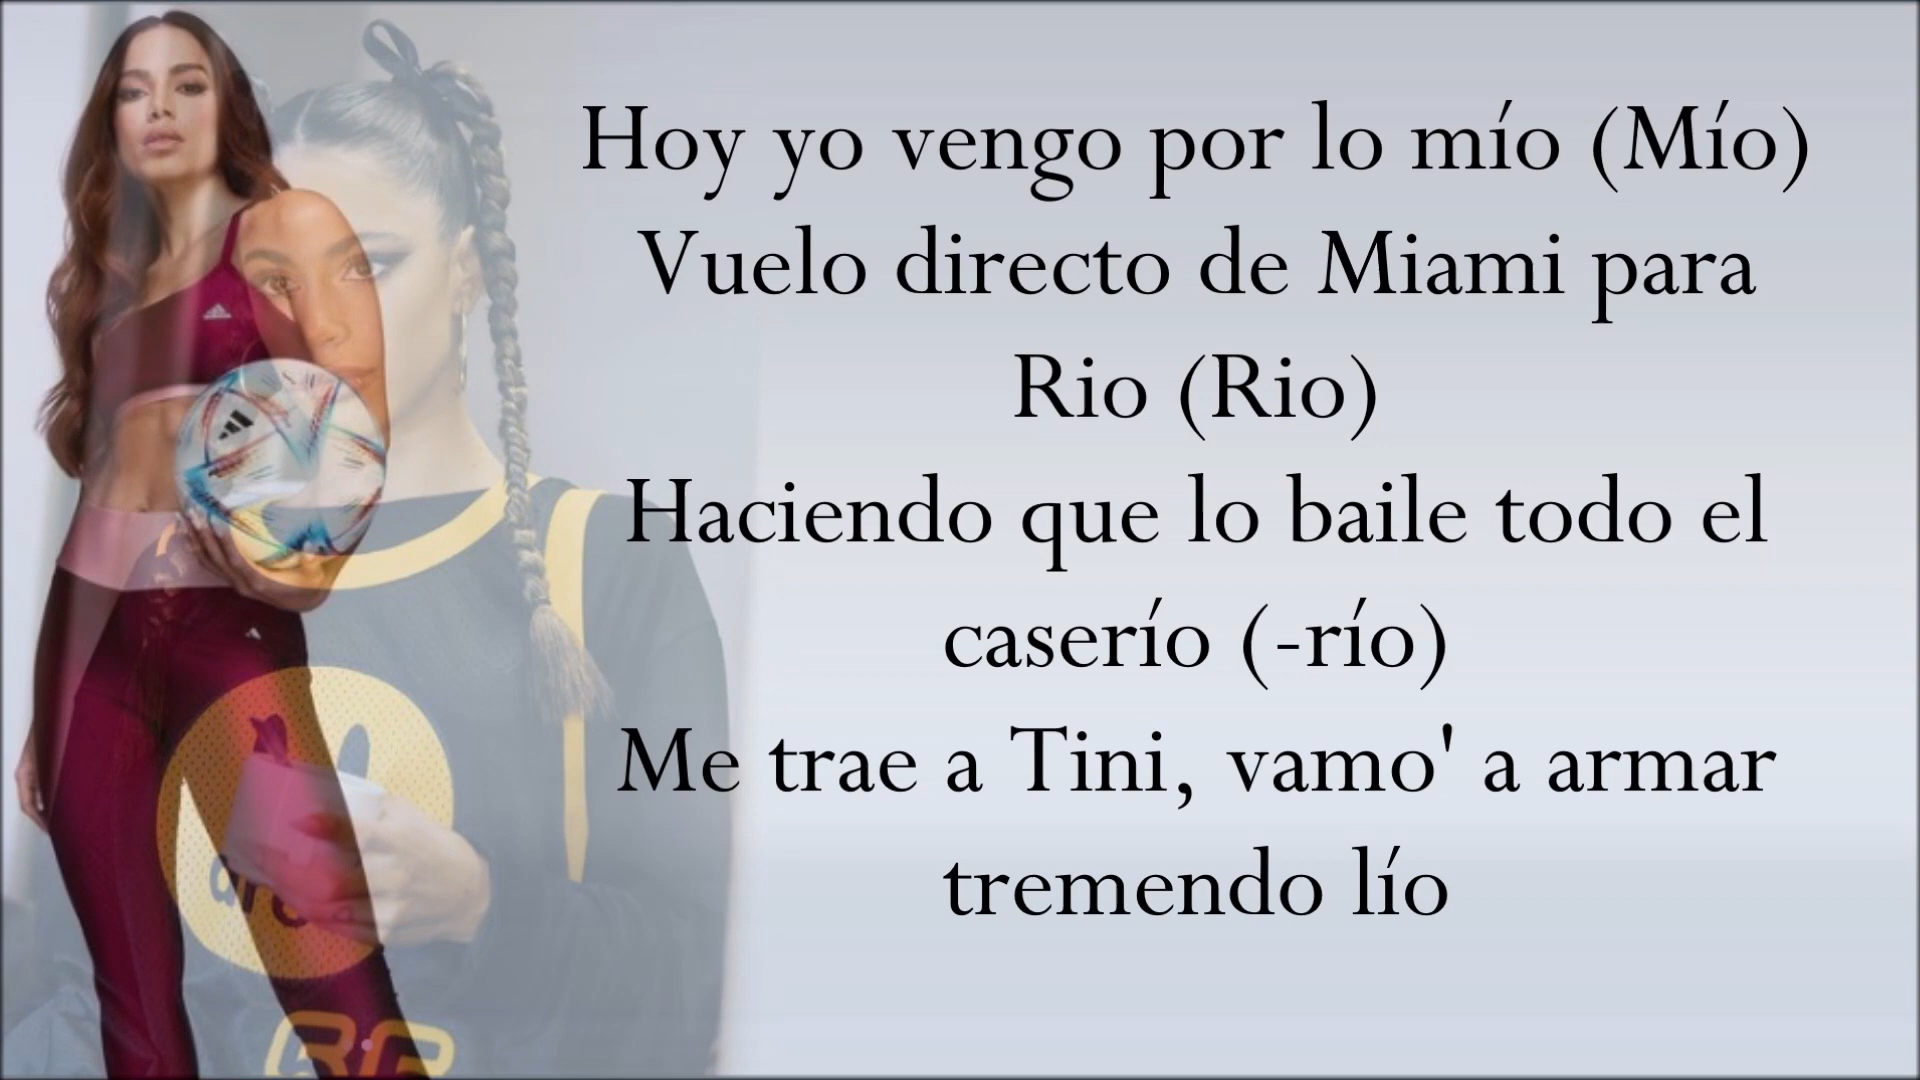 Hoy yo vengo por lo mío (Mío)
Vuelo directo de Miami para
Rio (Rio)
Haciendo que lo baile todo el
caserío (-río)
Me trae a Tini, vamo' a armar
tremendo lío